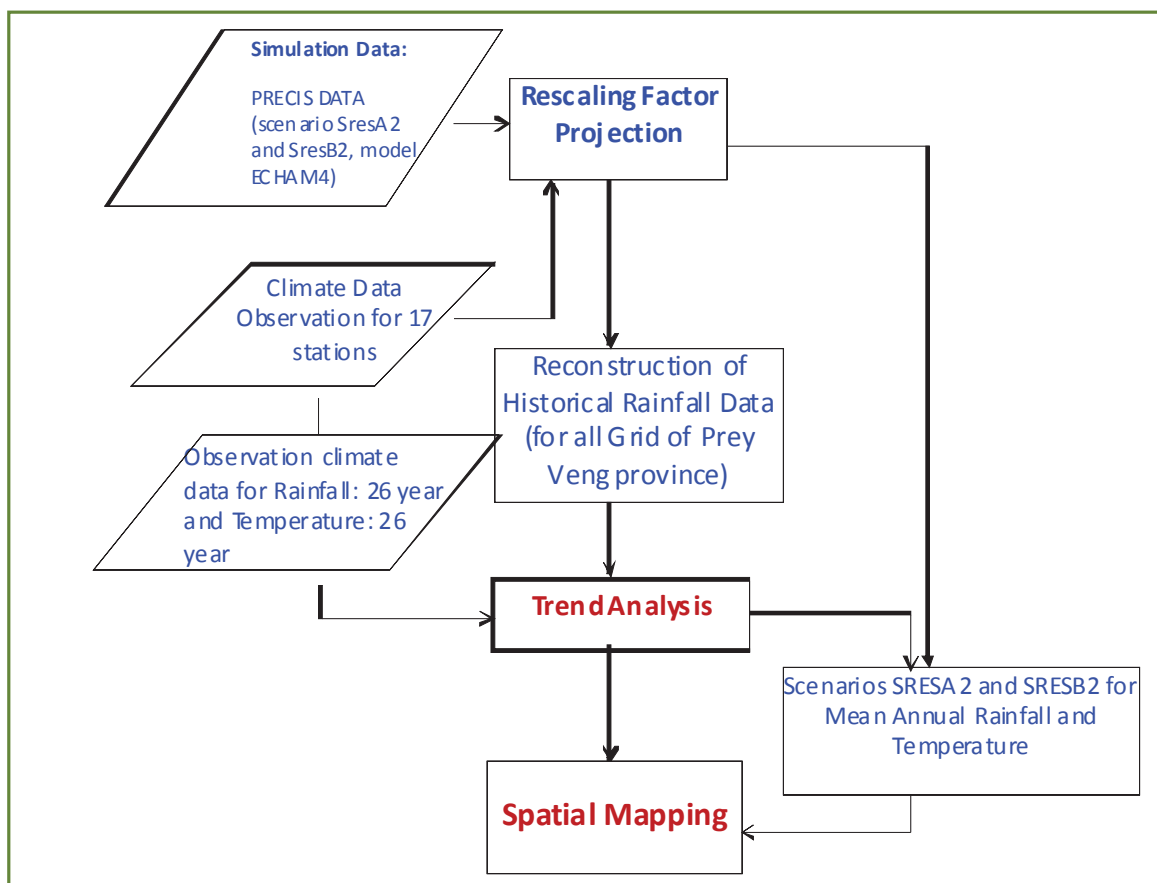 Simulation Data:
PRECIS DATA
(scenario SresA2
and SresB2, model
ECHAM4)
Rescaling Factor
Projection
Climate Data
Observation for 17
stations
Reconstruction of
Historical Rainfall Data
(for all Grid of Prey
Veng province)
Observation climate
data for Rainfall: 26 year
and Temperature: 26
year
Trend Analysis
Scenarios SRESA2 and SRESB2 for
Mean Annual Rainfall and
Temperature
Spatial Mapping